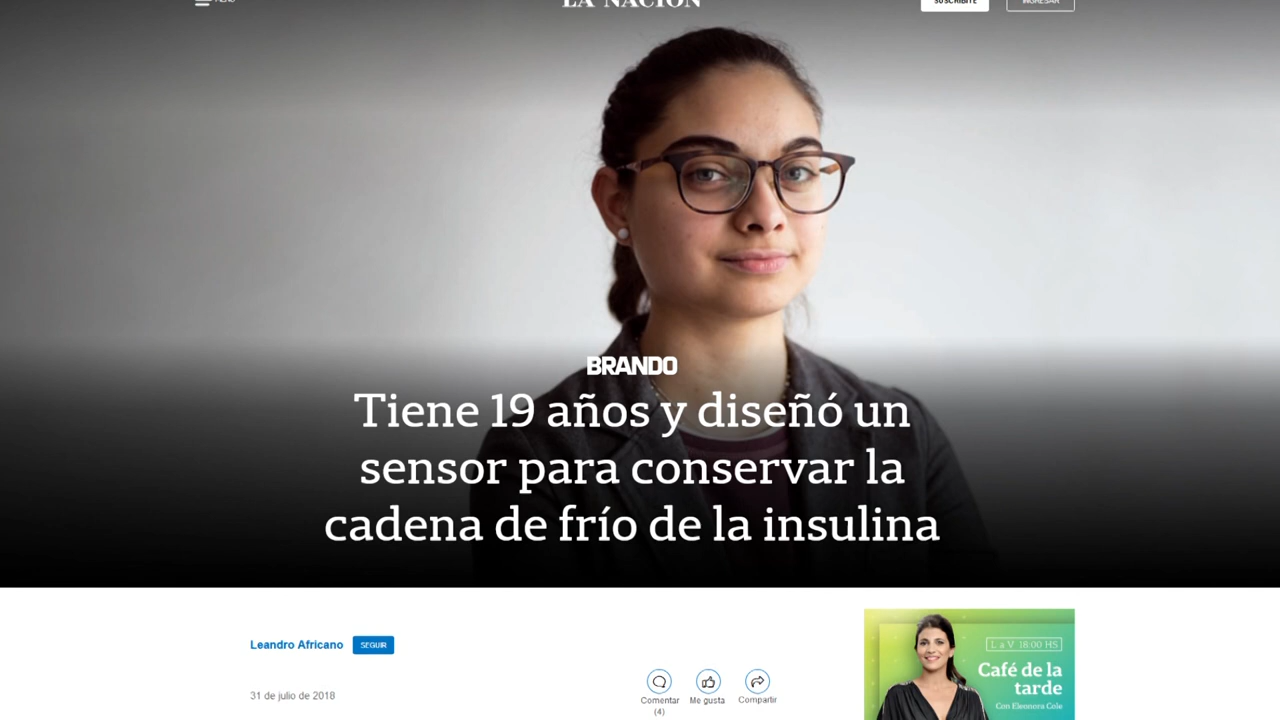 LA NACION
SUSCRIBITE
INGRESAR
BRANDO
Tiene 19 años y diseñó un
sensor para conservar la
cadena de frío de la insulina
Leandro Africano
SEGUIR
31 de julio de 2018
Comentar
(4)
Me gusta
Compartir
L a V 18:00 HS
Café de la
tarde
Con Eleonora Cole